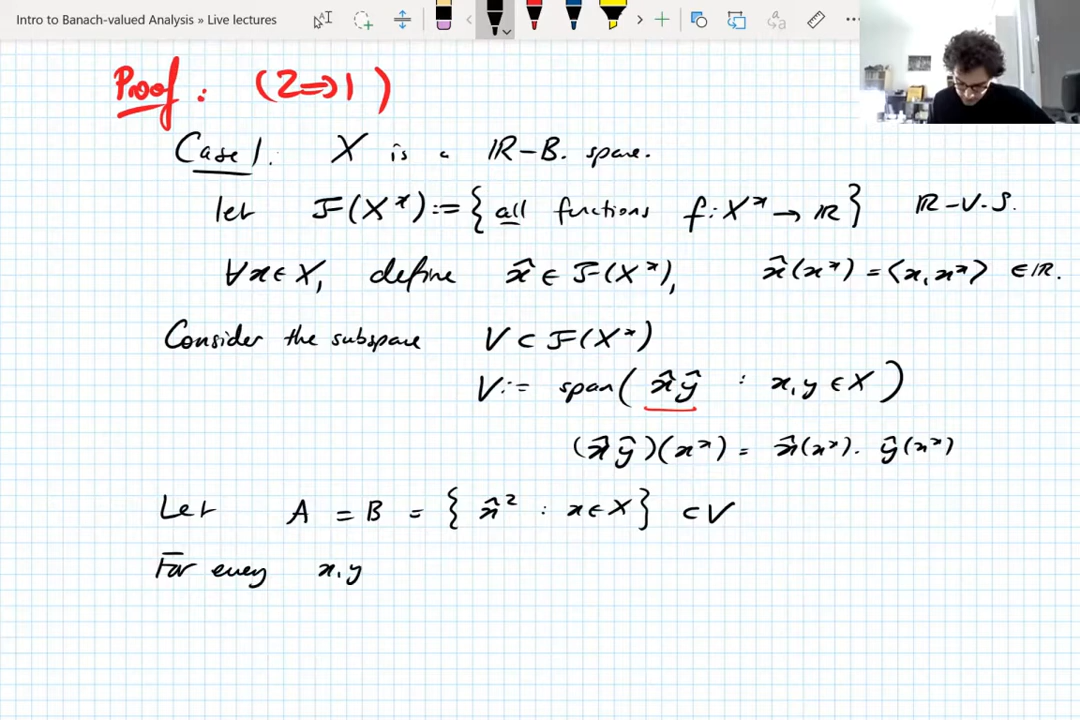 Intro to Banach-valued Analysis » Live lectures
Proof : (2⇒1)
Case 1. X is a ℝ-B. space.
let F(X*) := { all functions f : X* → ℝ } ℝ-V.S.
∀x∈X, define x̂ ∈ F(X*), x̂(x*) = <x, x*> ∈ ℝ.
Consider the subspace V ⊂ F(X*)
V := span( x̂ŷ : x, y ∈ X )
(x̂ŷ)(x*) = x̂(x*). ŷ(x*)
Let A = B = { x̂² : x∈X } ⊂ V
For every x, y